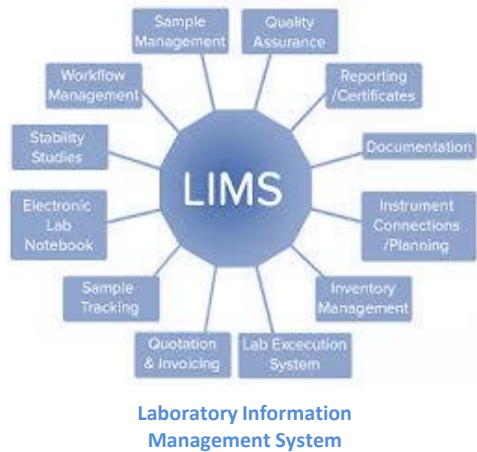 Sample
Management
Quality
Assurance
Workflow
Management
Reporting
/Certificates
Stability
Studies
Documentation
LIMS
Electronic
Lab
Notebook
Instrument
Connections
/Planning
Sample
Tracking
Inventory
Management
Quotation
& Invoicing
Lab Excecution
System
Laboratory Information
Management System